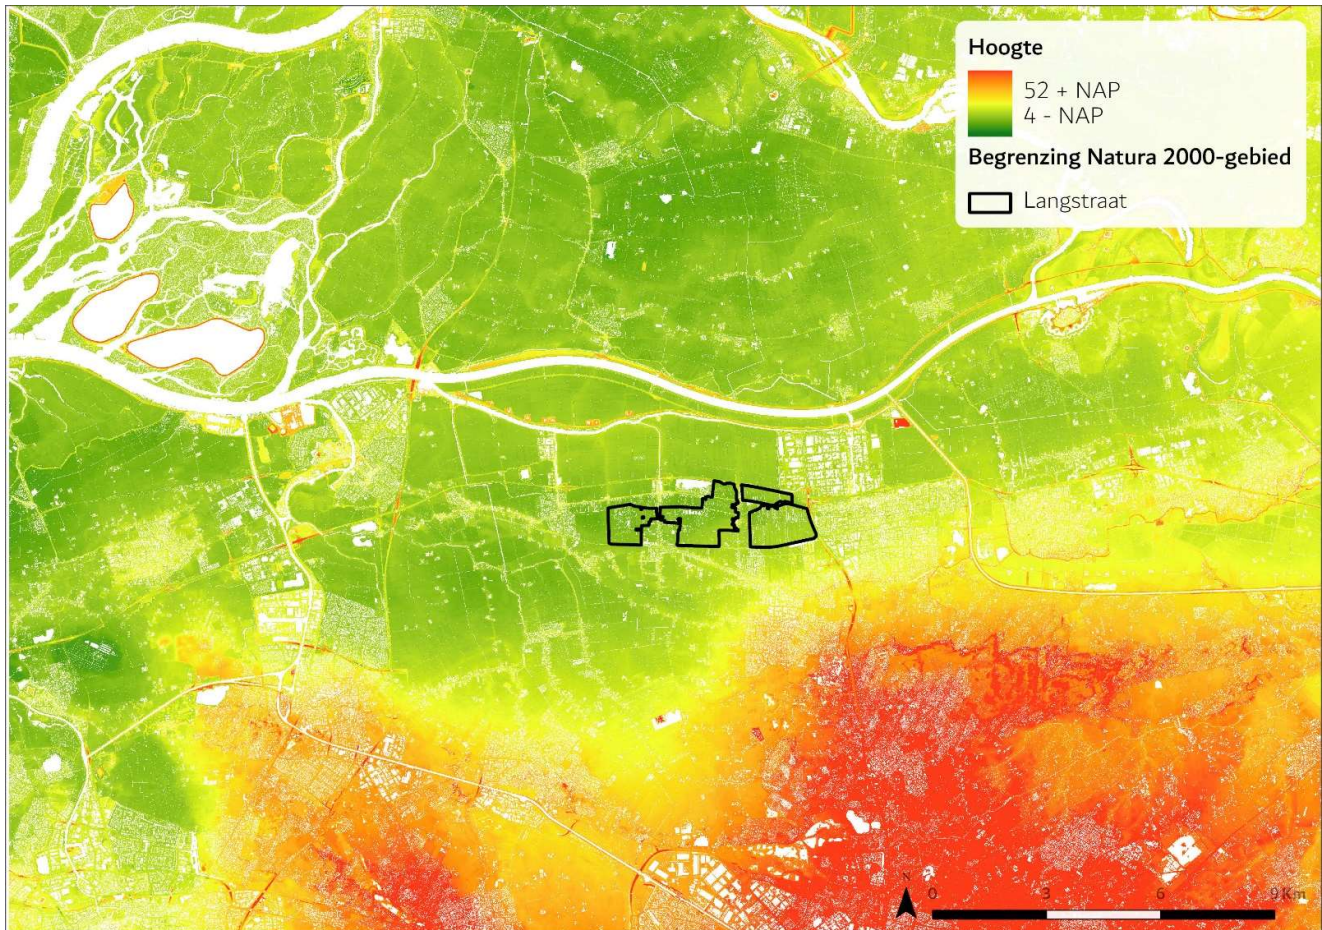 Hoogte
52 + NAP
4 - NAP
Begrenzing Natura 2000-gebied
Langstraat
N
0 3 6 9 Km